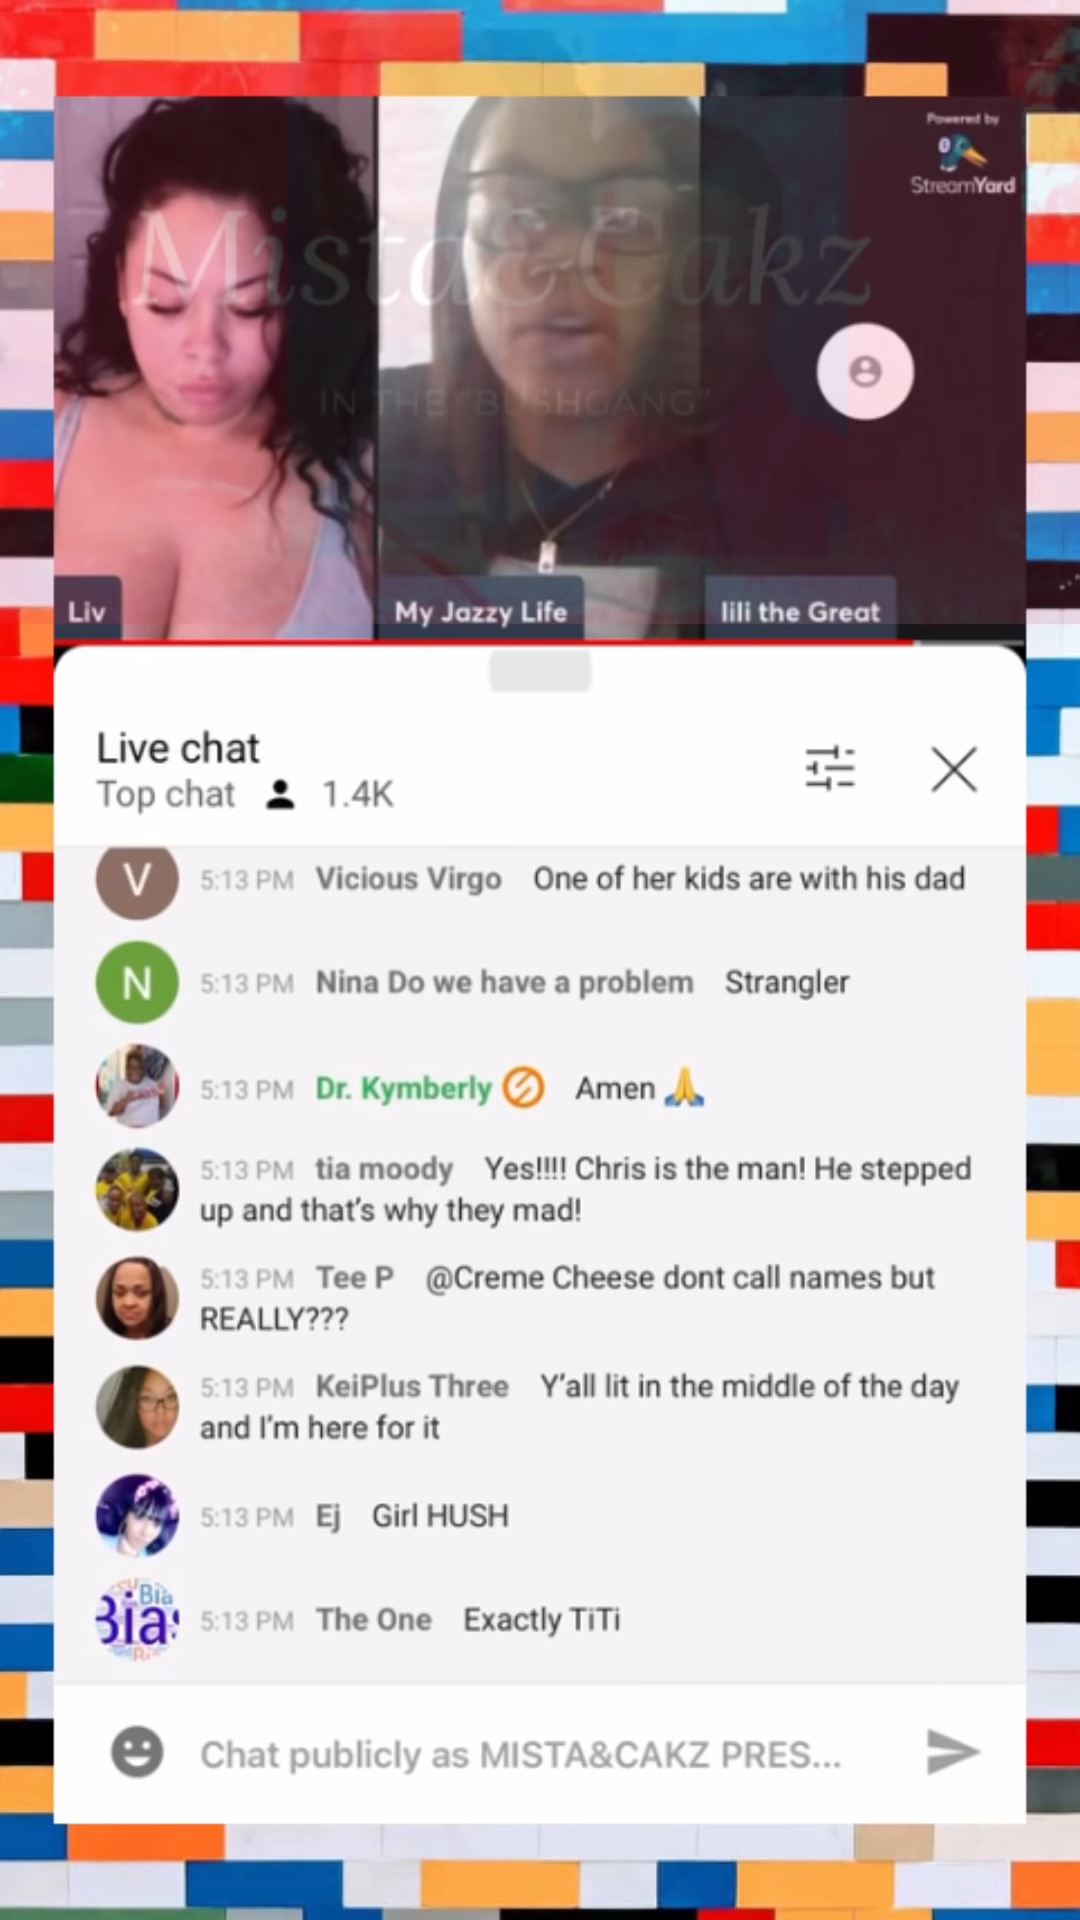 Powered by
StreamYard
Mista&Cakz
IN THE "BUSHGANG"
Liv
My Jazzy Life
lili the Great
Live chat
Top chat 1.4K
V 5:13 PM Vicious Virgo One of her kids are with his dad
N 5:13 PM Nina Do we have a problem Strangler
5:13 PM Dr. Kymberly Amen 🙏
5:13 PM tia moody Yes!!!! Chris is the man! He stepped
up and that's why they mad!
5:13 PM Tee P @Creme Cheese dont call names but
REALLY???
5:13 PM KeiPlus Three Y'all lit in the middle of the day
and I'm here for it
5:13 PM Ej Girl HUSH
Bia
Bias
5:13 PM The One Exactly TiTi
Chat publicly as MISTA&CAKZ PRES...